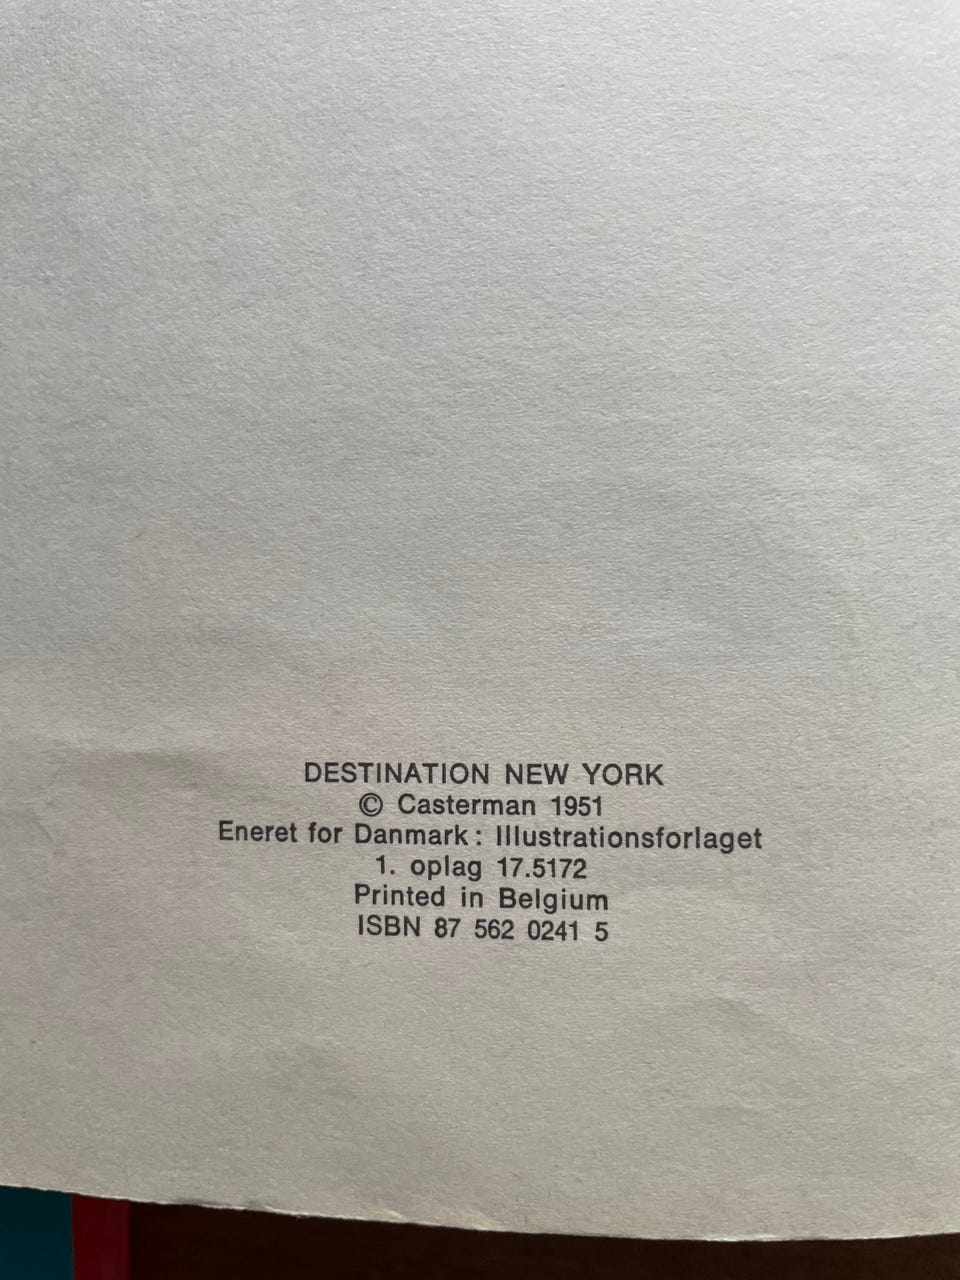 DESTINATION NEW YORK
© Casterman 1951
Eneret for Danmark : Illustrationsforlaget
1. oplag 17.5172
Printed in Belgium
ISBN 87 562 0241 5